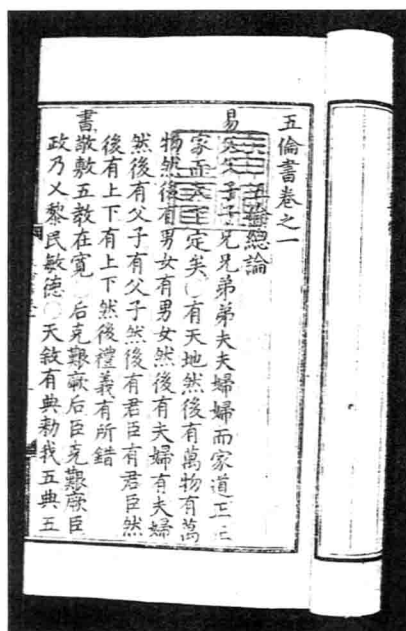 五倫書卷之一
五倫總論
易父父子子兄兄弟弟夫夫婦婦而家道正正
家而天下定矣○有天地然後有萬物有萬
物然後有男女有男女然後有夫婦有夫婦
然後有父子有父子然後有君臣有君臣然
後有上下有上下然後禮義有所錯
書敬敷五教在寬○后克艱厥后臣克艱厥臣
政乃乂黎民敏德○天敘有典勑我五典五